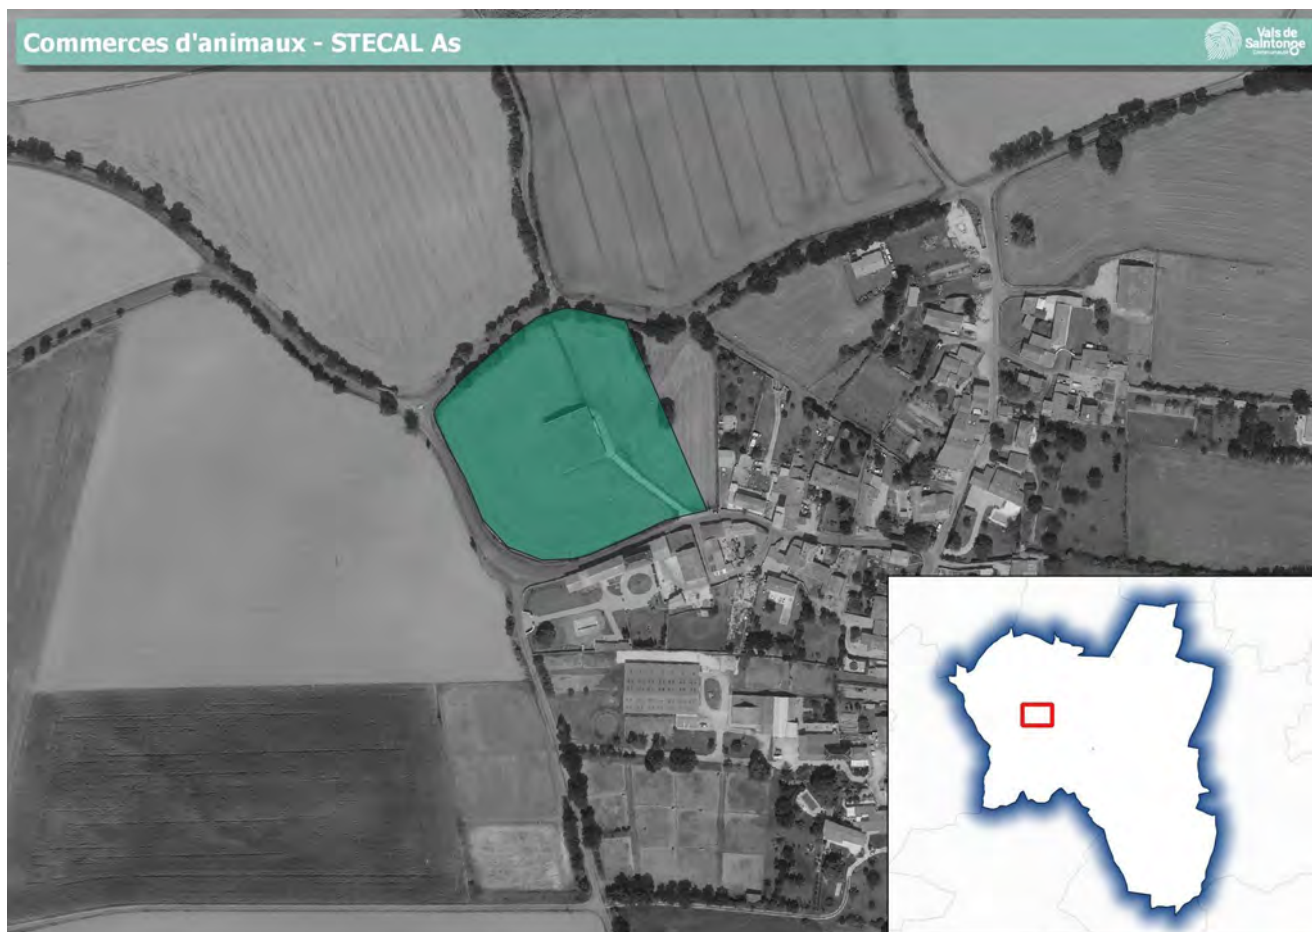 Commerces d'animaux - STECAL As
Vals de
Saintonge